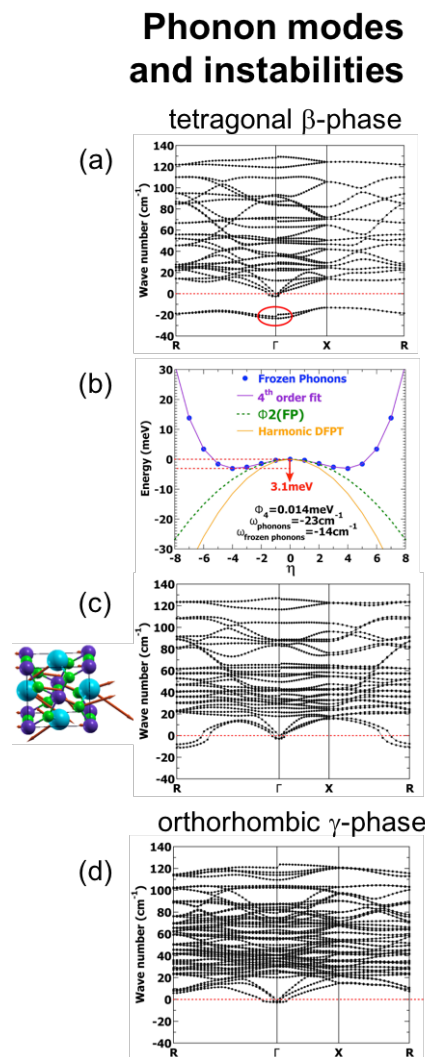 Phonon modes
and instabilities
tetragonal β-phase
(a)
Wave number (cm⁻¹)
140
120
100
80
60
40
20
0
-20
-40
R Γ X R
(b)
Energy (meV)
30
20
10
0
-10
-20
-30
Frozen Phonons
4th order fit
Φ2(FP)
Harmonic DFPT
3.1meV
Φ₄=0.014meV
ω phonons=-23cm⁻¹
ω frozen phonons=-14cm⁻¹
-8 -6 -4 -2 0 2 4 6 8
η
(c)
Wave number (cm⁻¹)
140
120
100
80
60
40
20
0
-20
-40
R Γ X R
orthorhombic γ-phase
(d)
Wave number (cm⁻¹)
140
120
100
80
60
40
20
0
-20
-40
R Γ X R